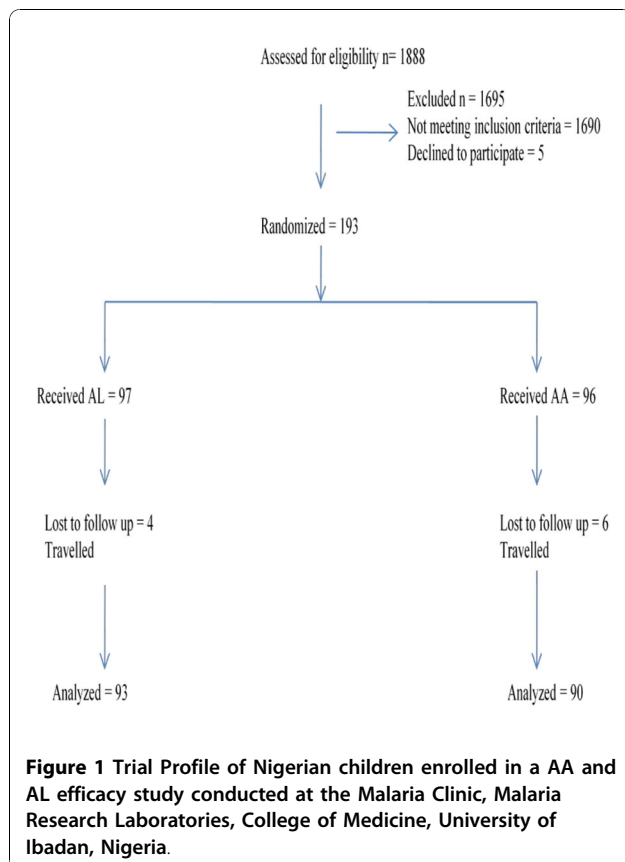 Assessed for eligibility n= 1888
Excluded n = 1695
Not meeting inclusion criteria = 1690
Declined to participate = 5
Randomized = 193
Received AL = 97
Received AA = 96
Lost to follow up = 4
Travelled
Lost to follow up = 6
Travelled
Analyzed = 93
Analyzed = 90
Figure 1 Trial Profile of Nigerian children enrolled in a AA and
AL efficacy study conducted at the Malaria Clinic, Malaria
Research Laboratories, College of Medicine, University of
Ibadan, Nigeria.